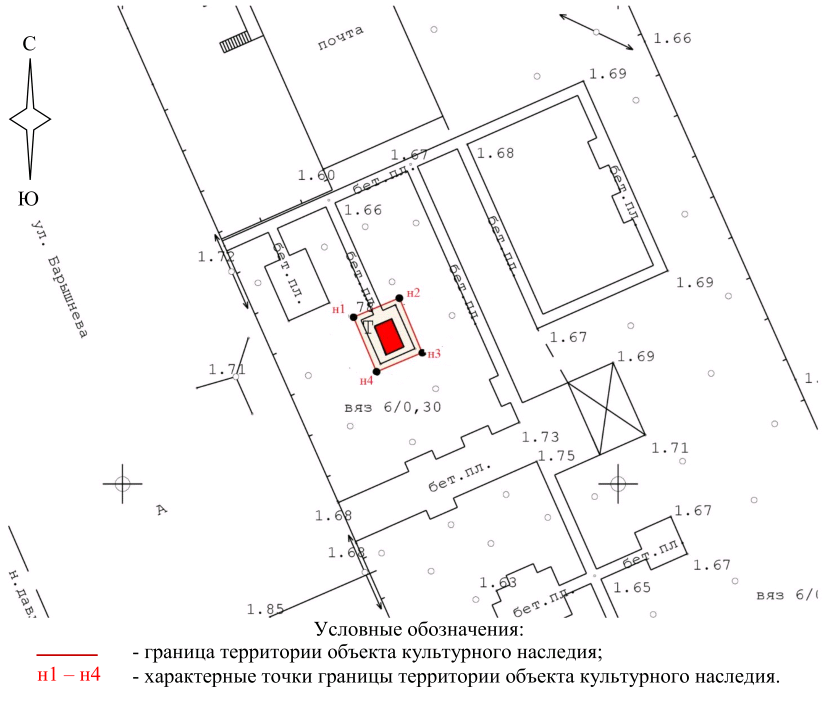 почта
1.66
С
1.69
1.67
1.68
1.60
бет.пл.
бет.пл.
1.66
Ю
ул. Барышнева
бет.пл.
1.72
бет.пл.
бет.пл.
бет.пл.
1.69
н1
н2
1.67
н3
1.69
1.71
н4
вяз 6/0,30
1.73
1.71
1.75
бет.пл.
1.67
А
1.68
1.68
бет.пл.
1.67
1.63
1.65
бет.пл.
1.85
Условные обозначения:
- граница территории объекта культурного наследия;
н1 – н4 - характерные точки границы территории объекта культурного наследия.